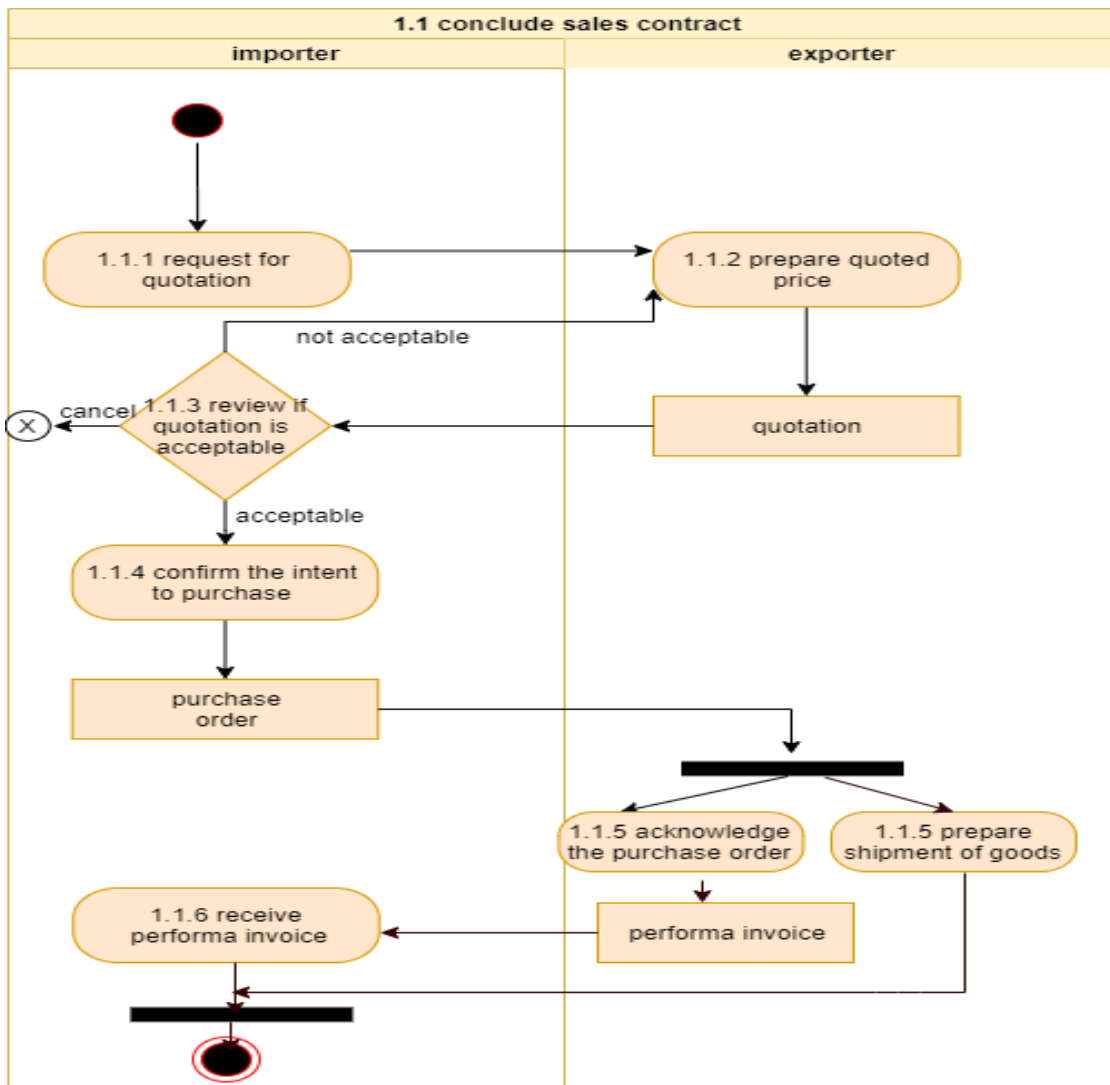 1.1 conclude sales contract
importer
exporter
1.1.1 request for
quotation
1.1.2 prepare quoted
price
not acceptable
cancel
1.1.3 review if
quotation is
acceptable
X
quotation
acceptable
1.1.4 confirm the intent
to purchase
purchase
order
1.1.5 acknowledge
the purchase order
1.1.5 prepare
shipment of goods
1.1.6 receive
performa invoice
performa invoice